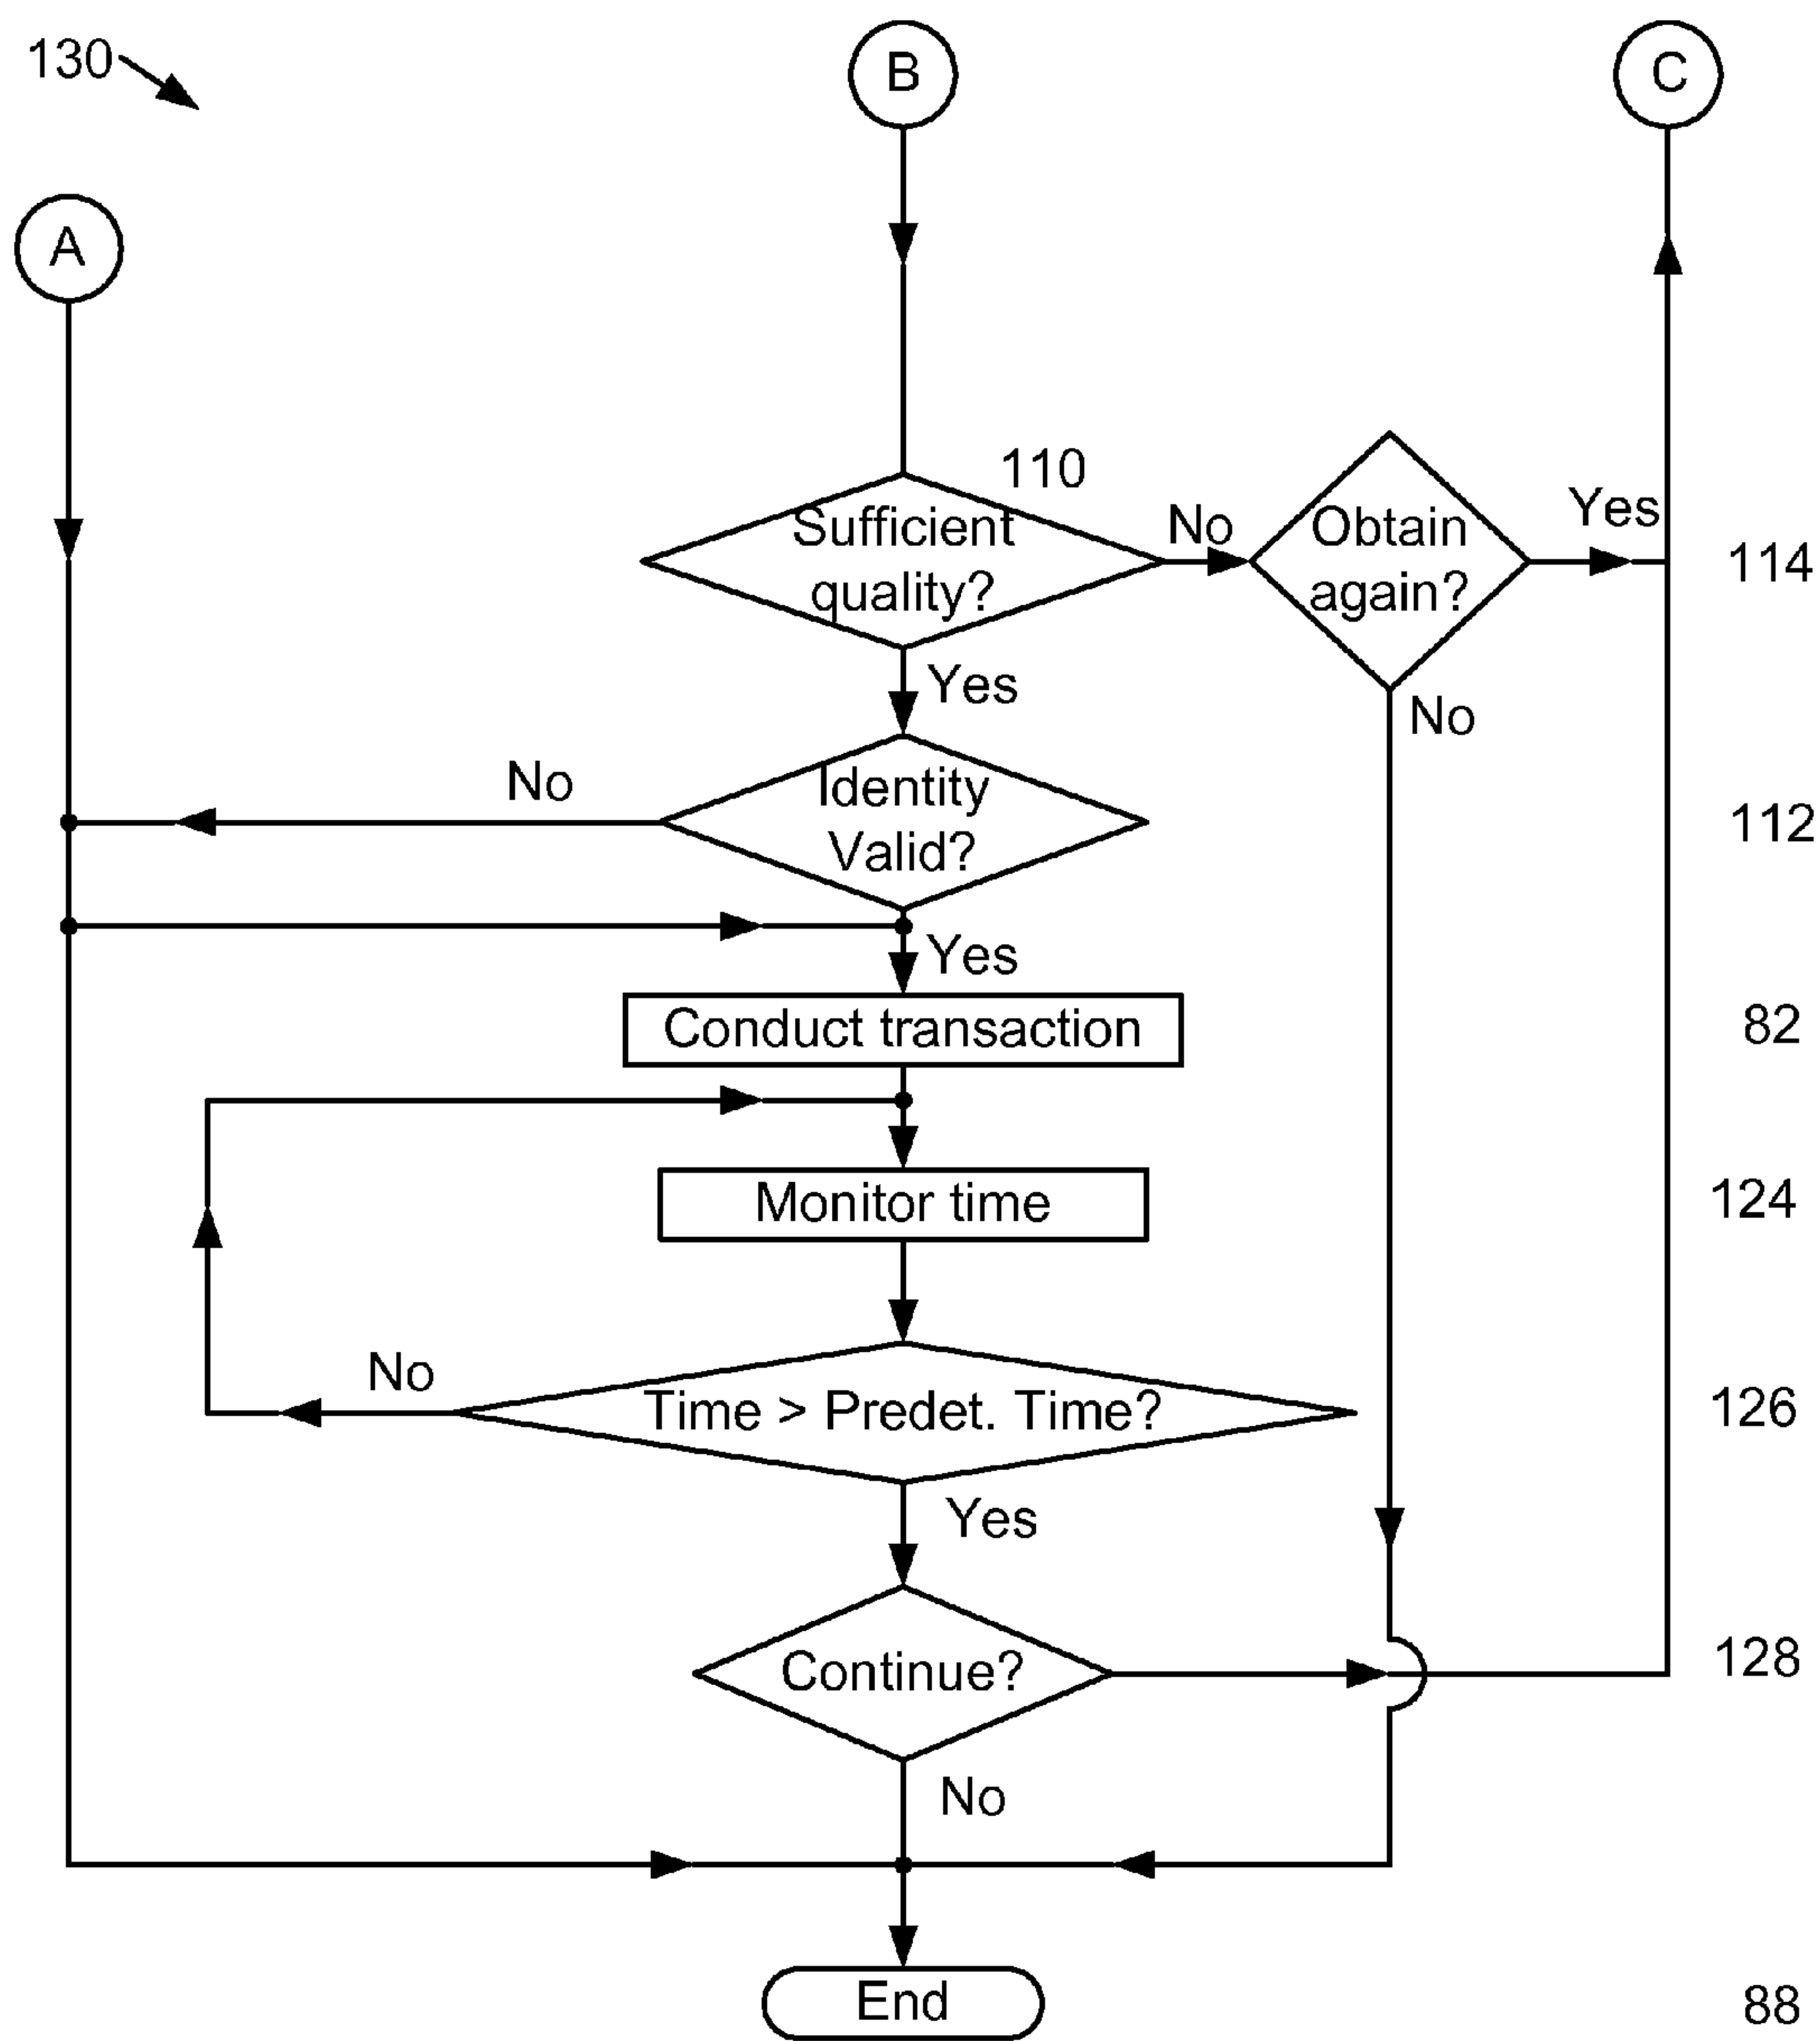 130
B
C
A
110
Sufficient
quality?
No
Obtain
again?
Yes
114
Yes
No
No
Identity
Valid?
112
Yes
Conduct transaction
82
Monitor time
124
No
Time > Predet. Time?
126
Yes
Continue?
128
No
End
88